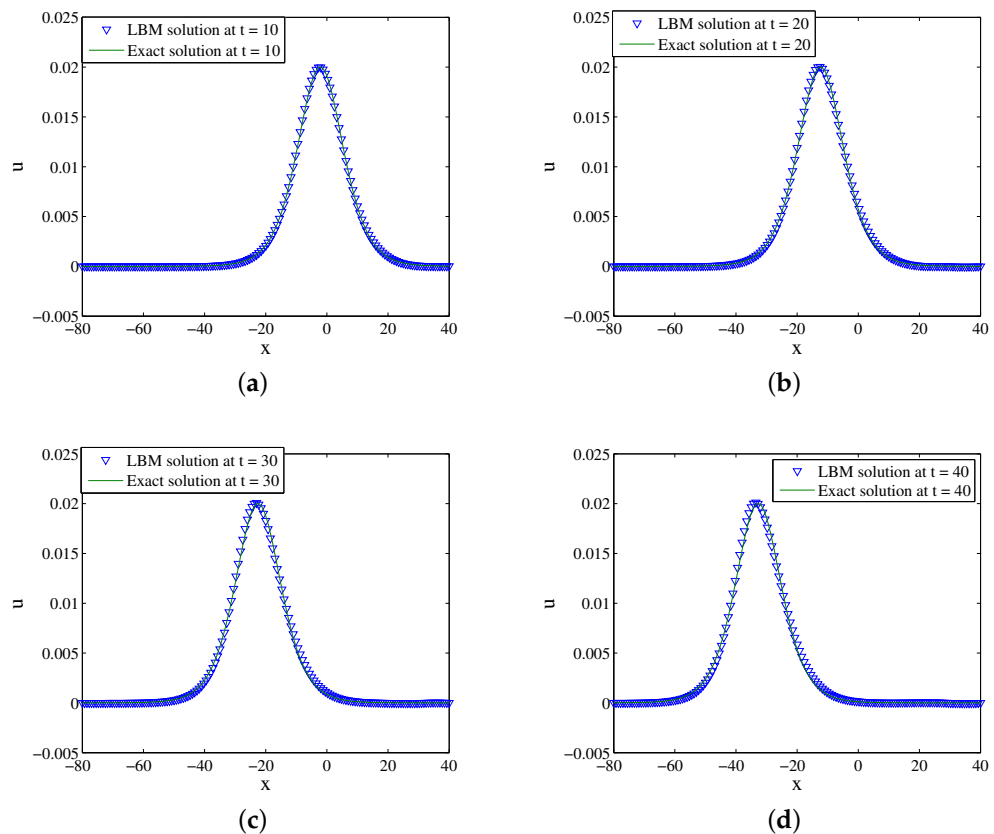 0.025
0.02
0.015
0.01
0.005
0
−0.005
u
LBM solution at t = 10
Exact solution at t = 10
−80 −60 −40 −20 0 20 40
x
(a)
0.025
0.02
0.015
0.01
0.005
0
−0.005
u
LBM solution at t = 20
Exact solution at t = 20
−80 −60 −40 −20 0 20 40
x
(b)
0.025
0.02
0.015
0.01
0.005
0
−0.005
u
LBM solution at t = 30
Exact solution at t = 30
−80 −60 −40 −20 0 20 40
x
(c)
0.025
0.02
0.015
0.01
0.005
0
−0.005
u
LBM solution at t = 40
Exact solution at t = 40
−80 −60 −40 −20 0 20 40
x
(d)